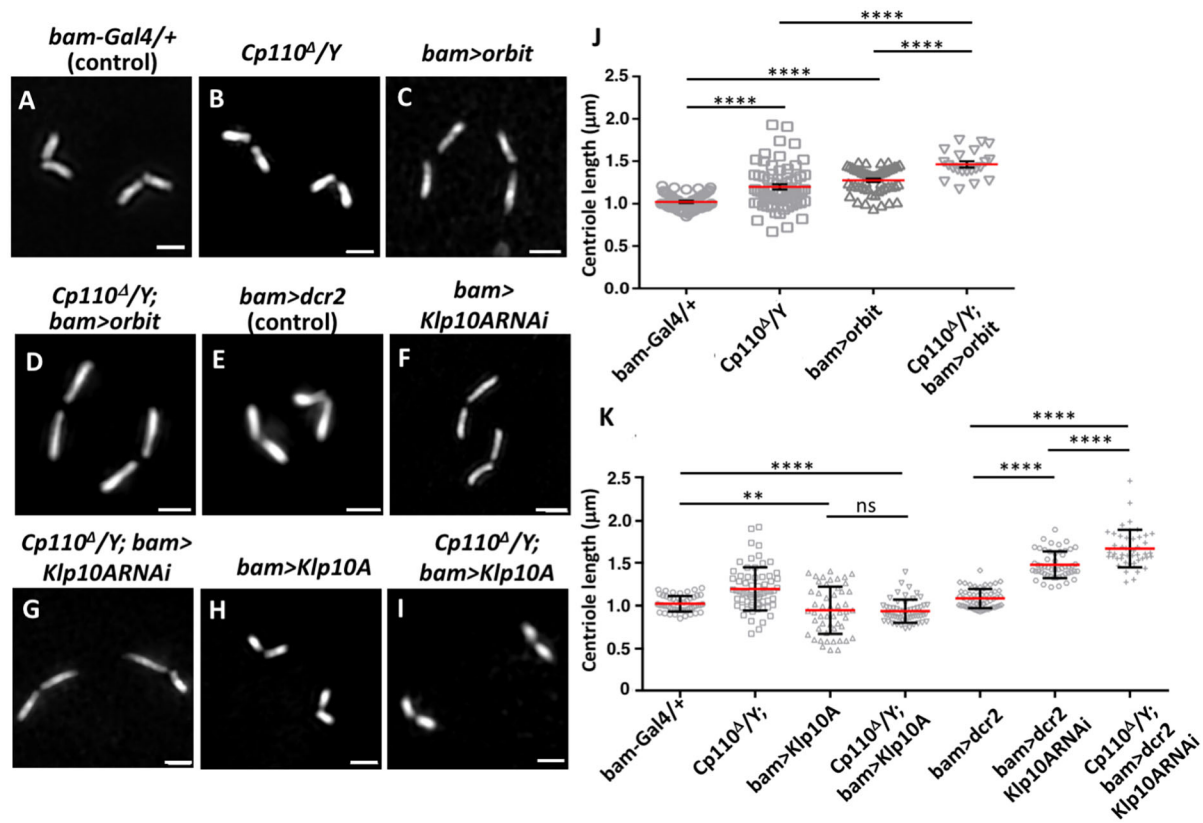 bam-Gal4/+
(control)
Cp110Δ/Y
bam>orbit
A
B
C
Cp110Δ/Y;
bam>orbit
bam>dcr2
(control)
bam>
Klp10ARNAi
D
E
F
Cp110Δ/Y; bam>
Klp10ARNAi
bam>Klp10A
Cp110Δ/Y;
bam>Klp10A
G
H
I
J
****
****
****
****
Centriole length (μm)
2.5
2.0
1.5
1.0
0.5
0.0
bam-Gal4/+
Cp110Δ/Y
bam>orbit
Cp110Δ/Y;
bam>orbit
K
****
****
****
****
**
ns
Centriole length (μm)
2.5
2.0
1.5
1.0
0.5
0
bam-Gal4/+
Cp110Δ/Y;
bam>Klp10A
Cp110Δ/Y;
bam>Klp10A
bam>dcr2
bam>dcr2
Klp10ARNAi
Cp110Δ/Y;
bam>dcr2
Klp10ARNAi